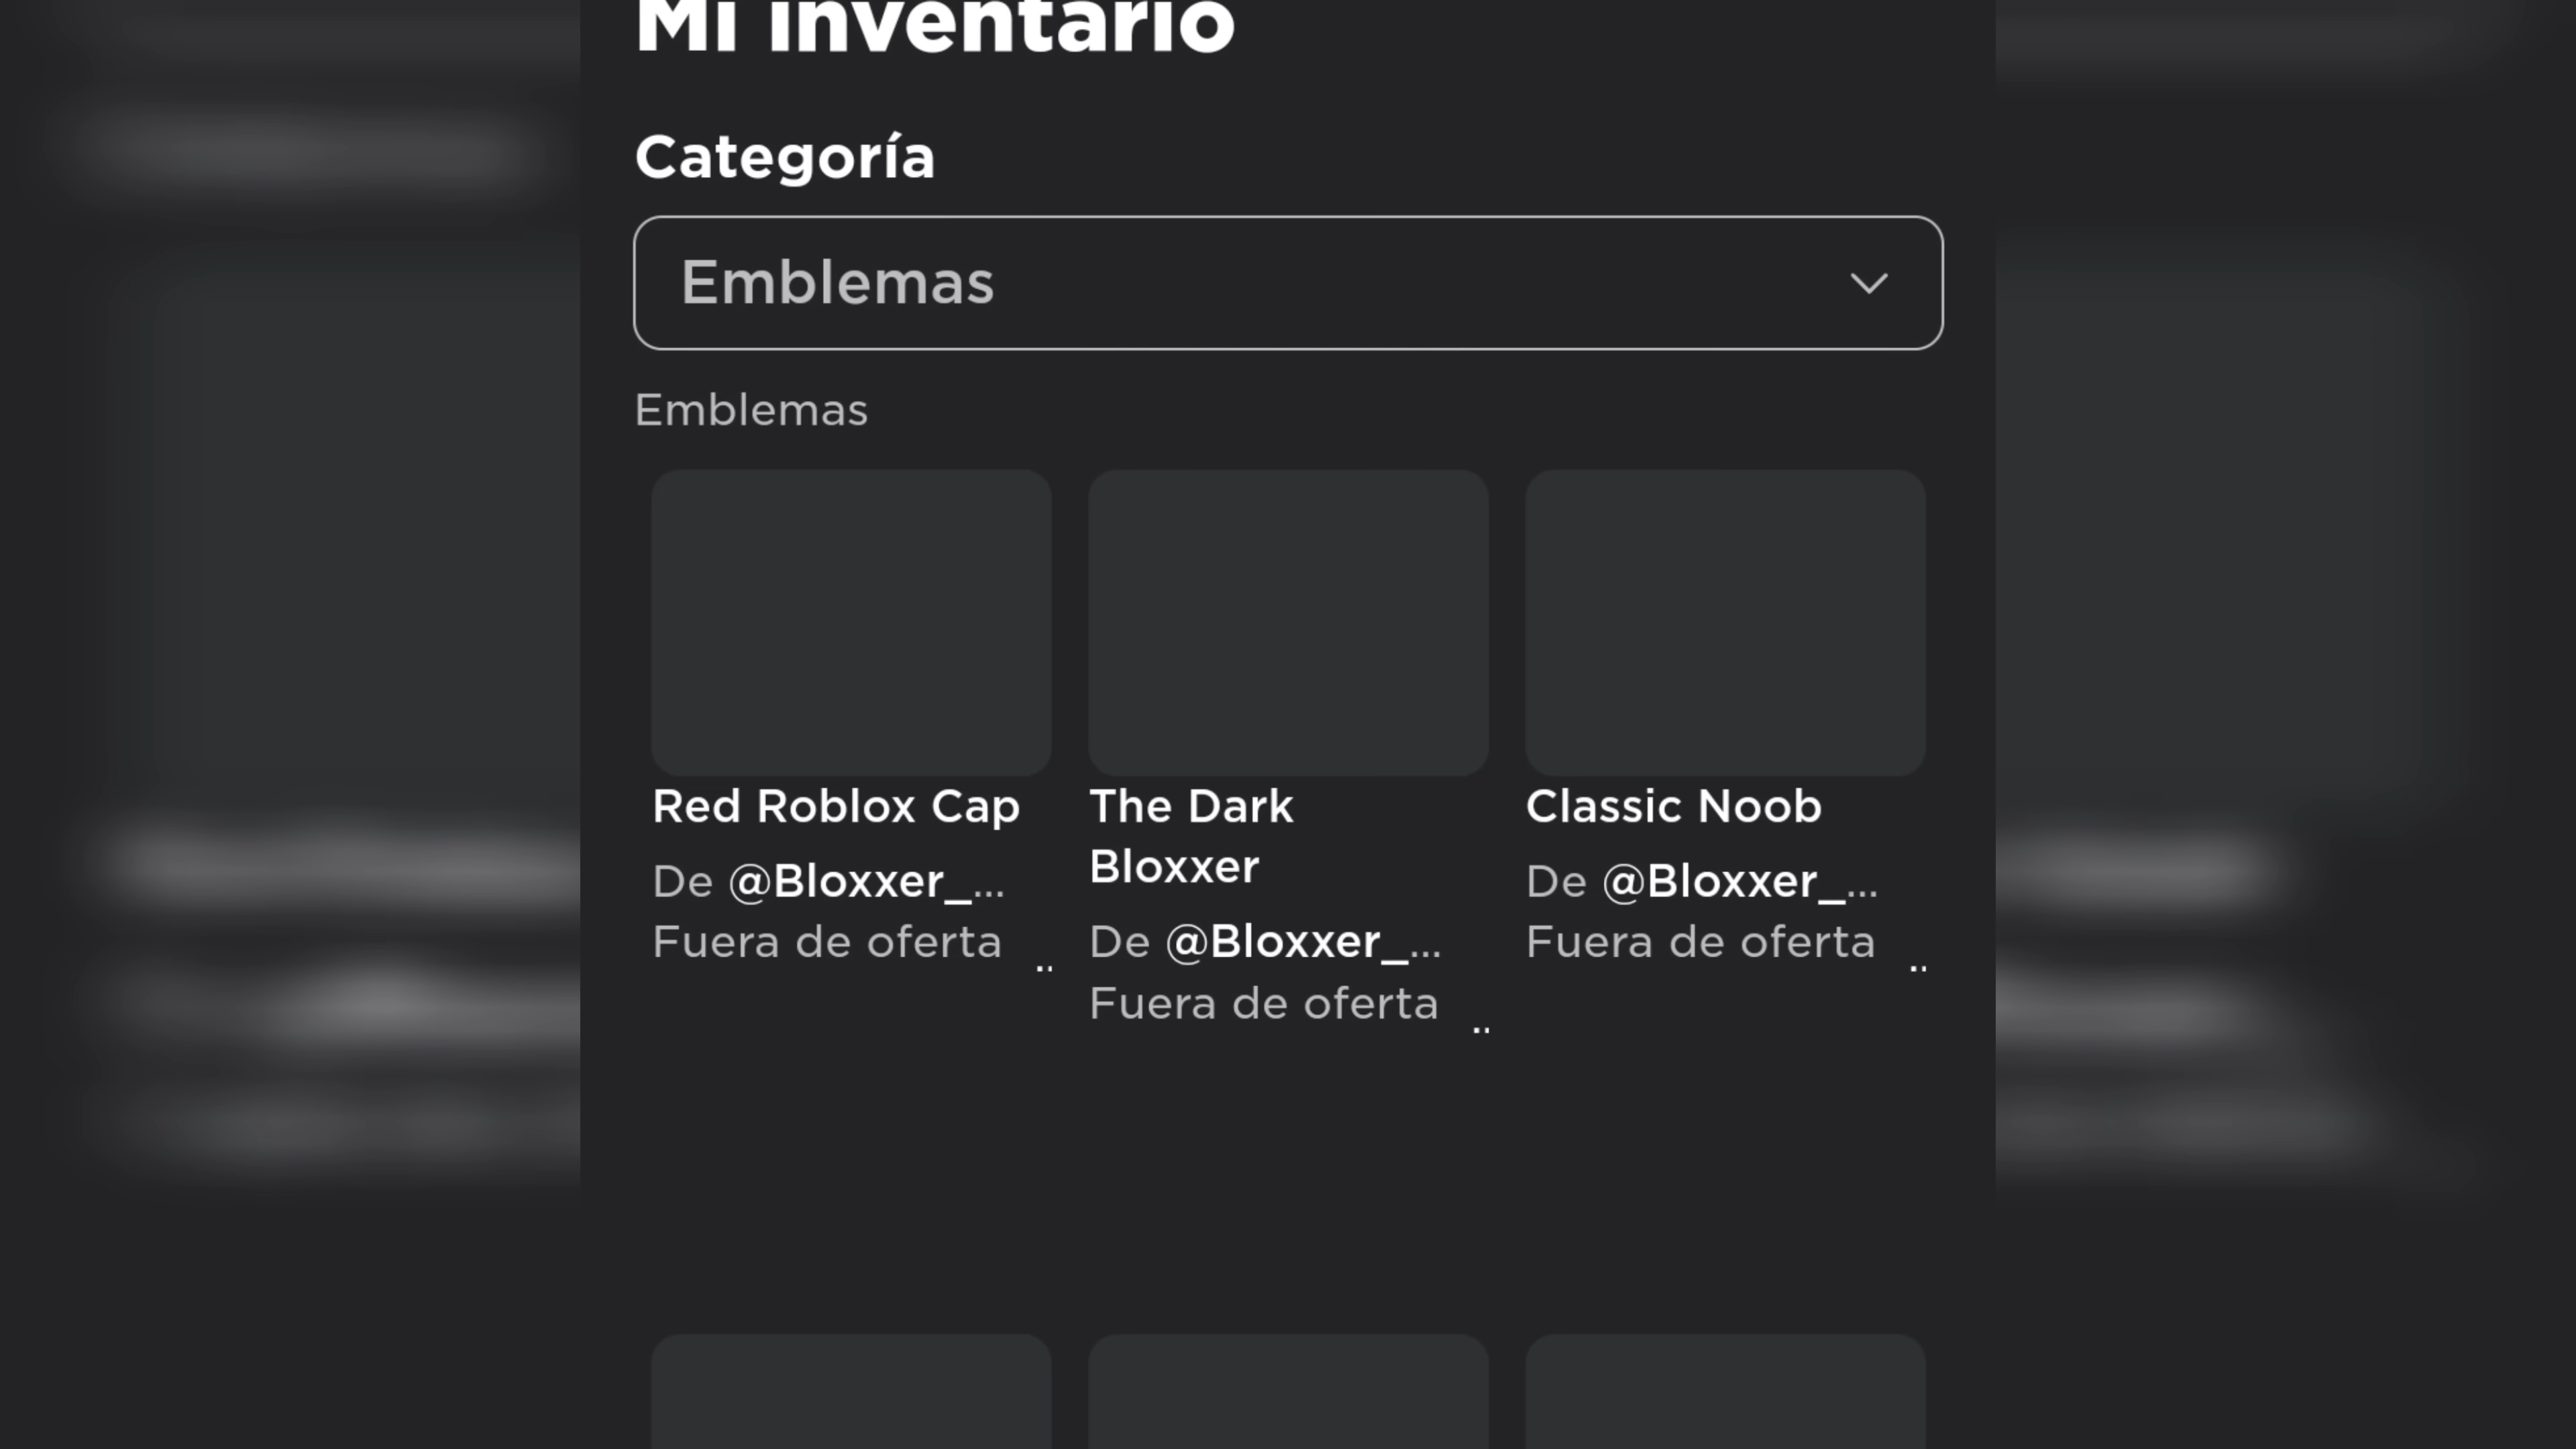 Mi inventario
Categoría
Emblemas
Emblemas
Red Roblox Cap
De @Bloxxer_...
Fuera de oferta
..
The Dark
Bloxxer
De @Bloxxer_...
Fuera de oferta
..
Classic Noob
De @Bloxxer_...
Fuera de oferta
..